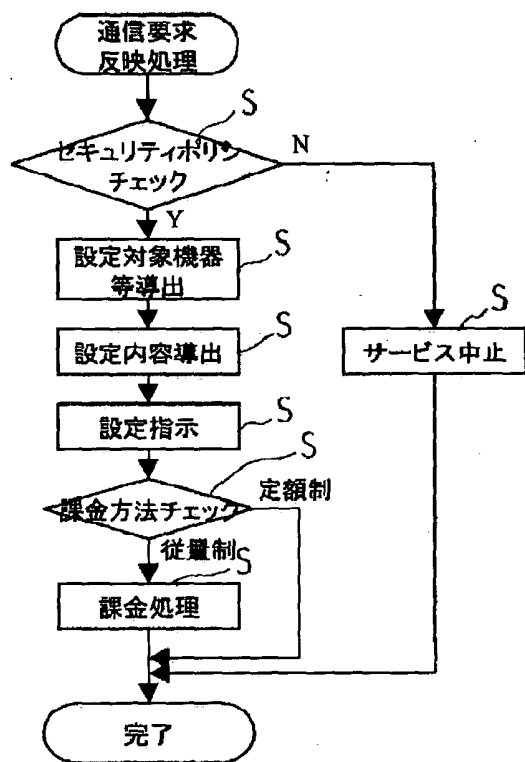 通信要求
反映処理
S
セキュリティポリシ
チェック
N
Y
設定対象機器
等導出
S
設定内容導出
S
サービス中止
S
設定指示
S
課金方法チェック
S
定額制
従量制
課金処理
S
完了